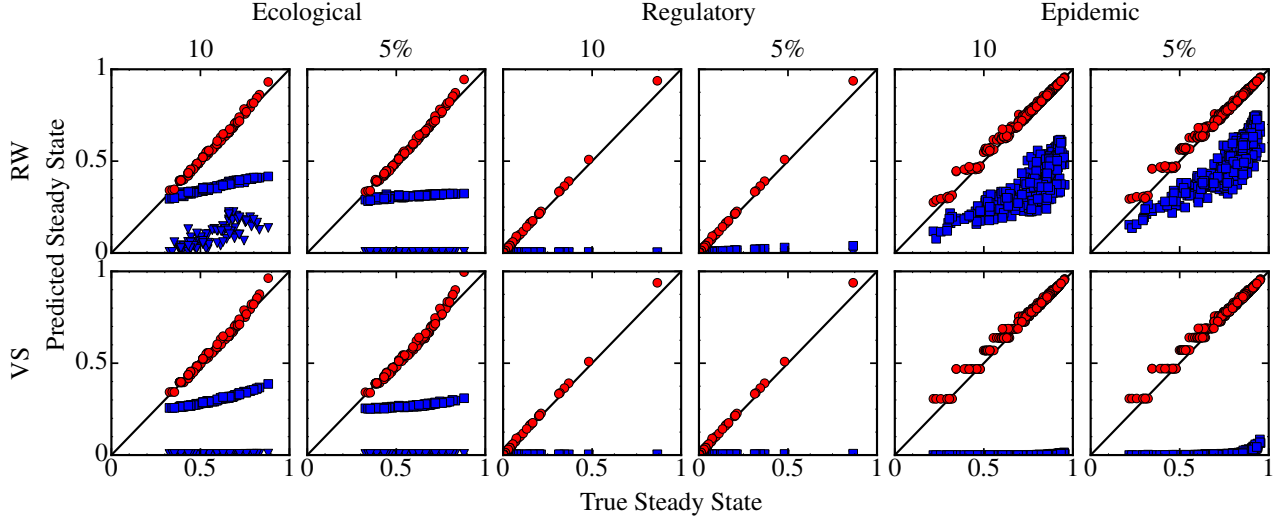 Ecological Regulatory Epidemic
10 5% 10 5% 10 5%
RW
VS
Predicted Steady State
1
0.5
0
1
0.5
0
0 0.5 1 0 0.5 1 0 0.5 1 0 0.5 1 0 0.5 1 0 0.5 1
True Steady State